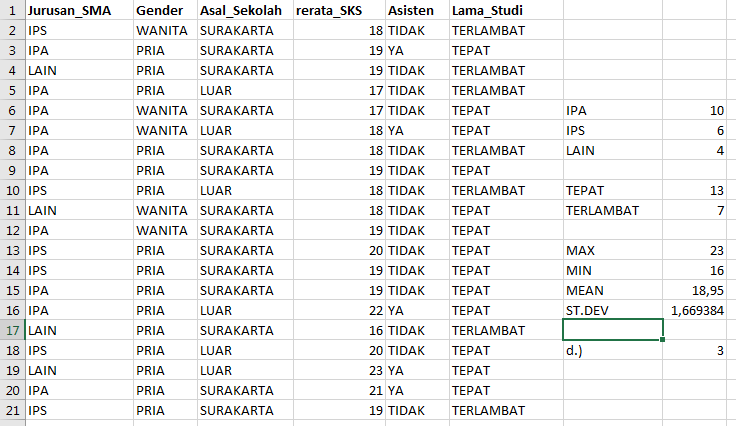 1 Jurusan_SMA Gender Asal_Sekolah rerata_SKS Asisten Lama_Studi
2 IPS WANITA SURAKARTA 18 TIDAK TERLAMBAT
3 IPA PRIA SURAKARTA 19 YA TEPAT
4 LAIN PRIA SURAKARTA 19 TIDAK TERLAMBAT
5 IPA PRIA LUAR 17 TIDAK TERLAMBAT
6 IPA WANITA SURAKARTA 17 TIDAK TEPAT IPA 10
7 IPA WANITA LUAR 18 YA TEPAT IPS 6
8 IPA PRIA SURAKARTA 18 TIDAK TERLAMBAT LAIN 4
9 IPA PRIA SURAKARTA 19 TIDAK TEPAT
10 IPS PRIA LUAR 18 TIDAK TERLAMBAT TEPAT 13
11 LAIN WANITA SURAKARTA 18 TIDAK TEPAT TERLAMBAT 7
12 IPA WANITA SURAKARTA 19 TIDAK TEPAT
13 IPS PRIA SURAKARTA 20 TIDAK TEPAT MAX 23
14 IPS PRIA SURAKARTA 19 TIDAK TEPAT MIN 16
15 IPA PRIA SURAKARTA 19 TIDAK TEPAT MEAN 18,95
16 IPA PRIA LUAR 22 YA TEPAT ST.DEV 1,669384
17 LAIN PRIA SURAKARTA 16 TIDAK TERLAMBAT
18 IPS PRIA LUAR 20 TIDAK TEPAT d.) 3
19 LAIN PRIA LUAR 23 YA TEPAT
20 IPA PRIA SURAKARTA 21 YA TEPAT
21 IPS PRIA SURAKARTA 19 TIDAK TERLAMBAT